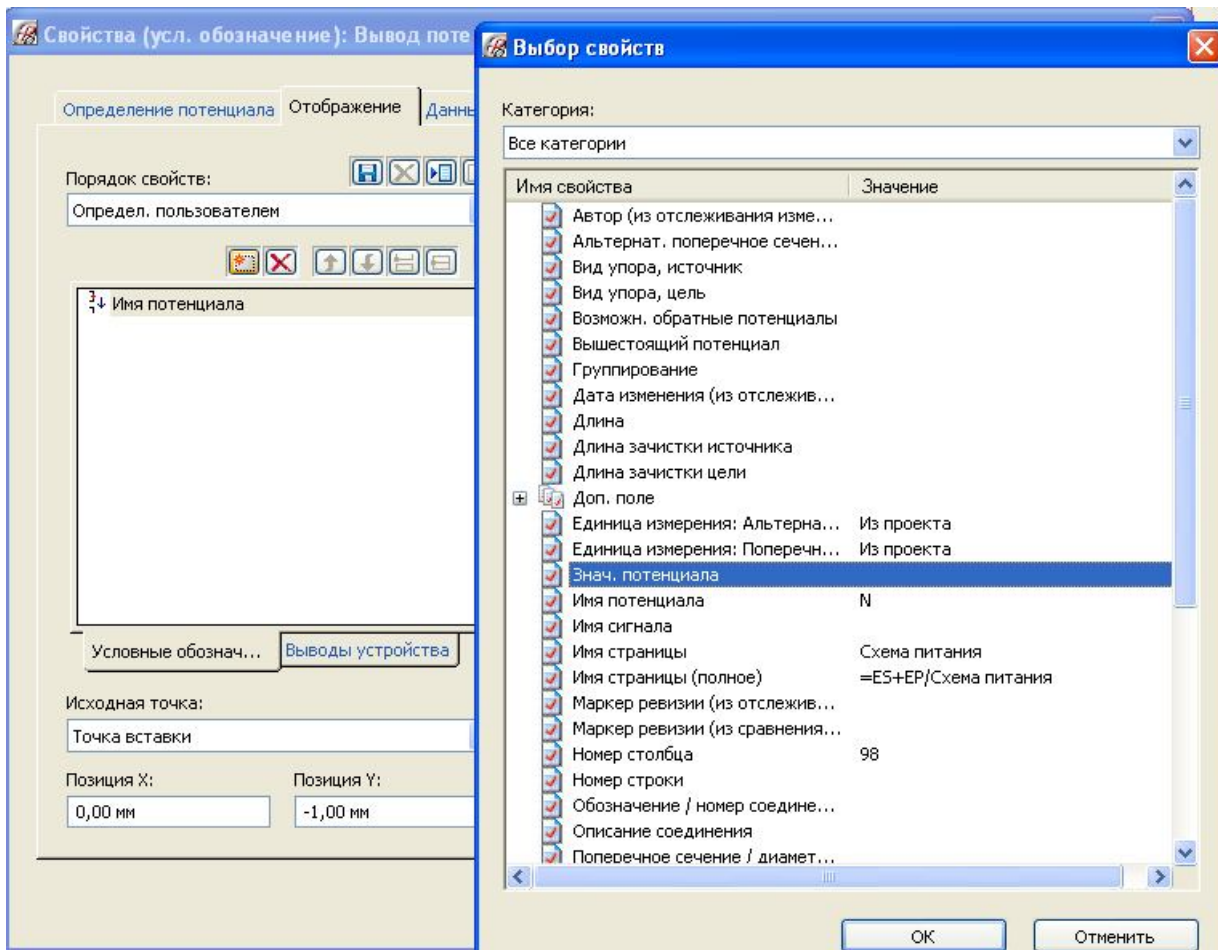 Свойства (усл. обозначение): Вывод поте
Определение потенциала
Отображение
Данны
Порядок свойств:
Определ. пользователем
Имя потенциала
Условные обознач...
Выводы устройства
Исходная точка:
Точка вставки
Позиция X:
Позиция Y:
0,00 мм
-1,00 мм
Выбор свойств
Категория:
Все категории
Имя свойства Значение
Автор (из отслеживания изме...
Альтернат. поперечное сечен...
Вид упора, источник
Вид упора, цель
Возможн. обратные потенциалы
Вышестоящий потенциал
Группирование
Дата изменения (из отслежив...
Длина
Длина зачистки источника
Длина зачистки цели
Доп. поле
Единица измерения: Альтерна... Из проекта
Единица измерения: Поперечн... Из проекта
Знач. потенциала
Имя потенциала N
Имя сигнала
Имя страницы Схема питания
Имя страницы (полное) =ES+EP/Схема питания
Маркер ревизии (из отслежив...
Маркер ревизии (из сравнения...
Номер столбца 98
Номер строки
Обозначение / номер соедине...
Описание соединения
Поперечное сечение / диамет...
OK
Отменить